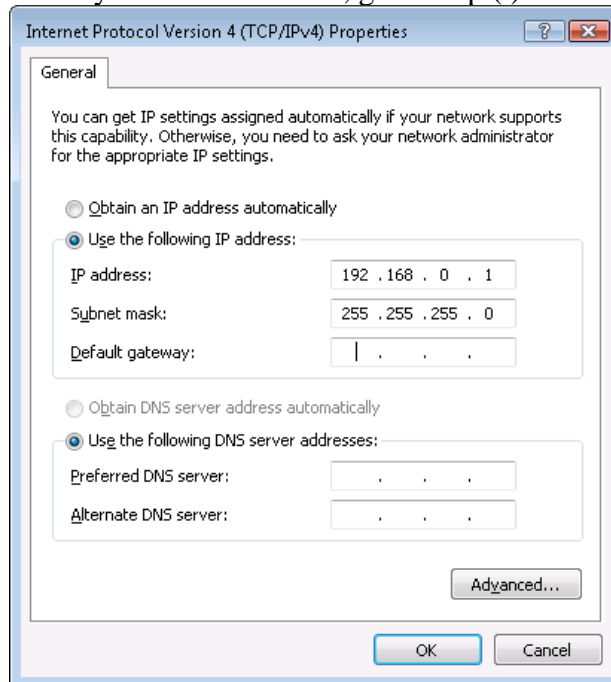 Internet Protocol Version 4 (TCP/IPv4) Properties
General
You can get IP settings assigned automatically if your network supports
this capability. Otherwise, you need to ask your network administrator
for the appropriate IP settings.
Obtain an IP address automatically
Use the following IP address:
IP address: 192 . 168 . 0 . 1
Subnet mask: 255 . 255 . 255 . 0
Default gateway: . . .
Obtain DNS server address automatically
Use the following DNS server addresses:
Preferred DNS server: . . .
Alternate DNS server: . . .
Advanced...
OK Cancel